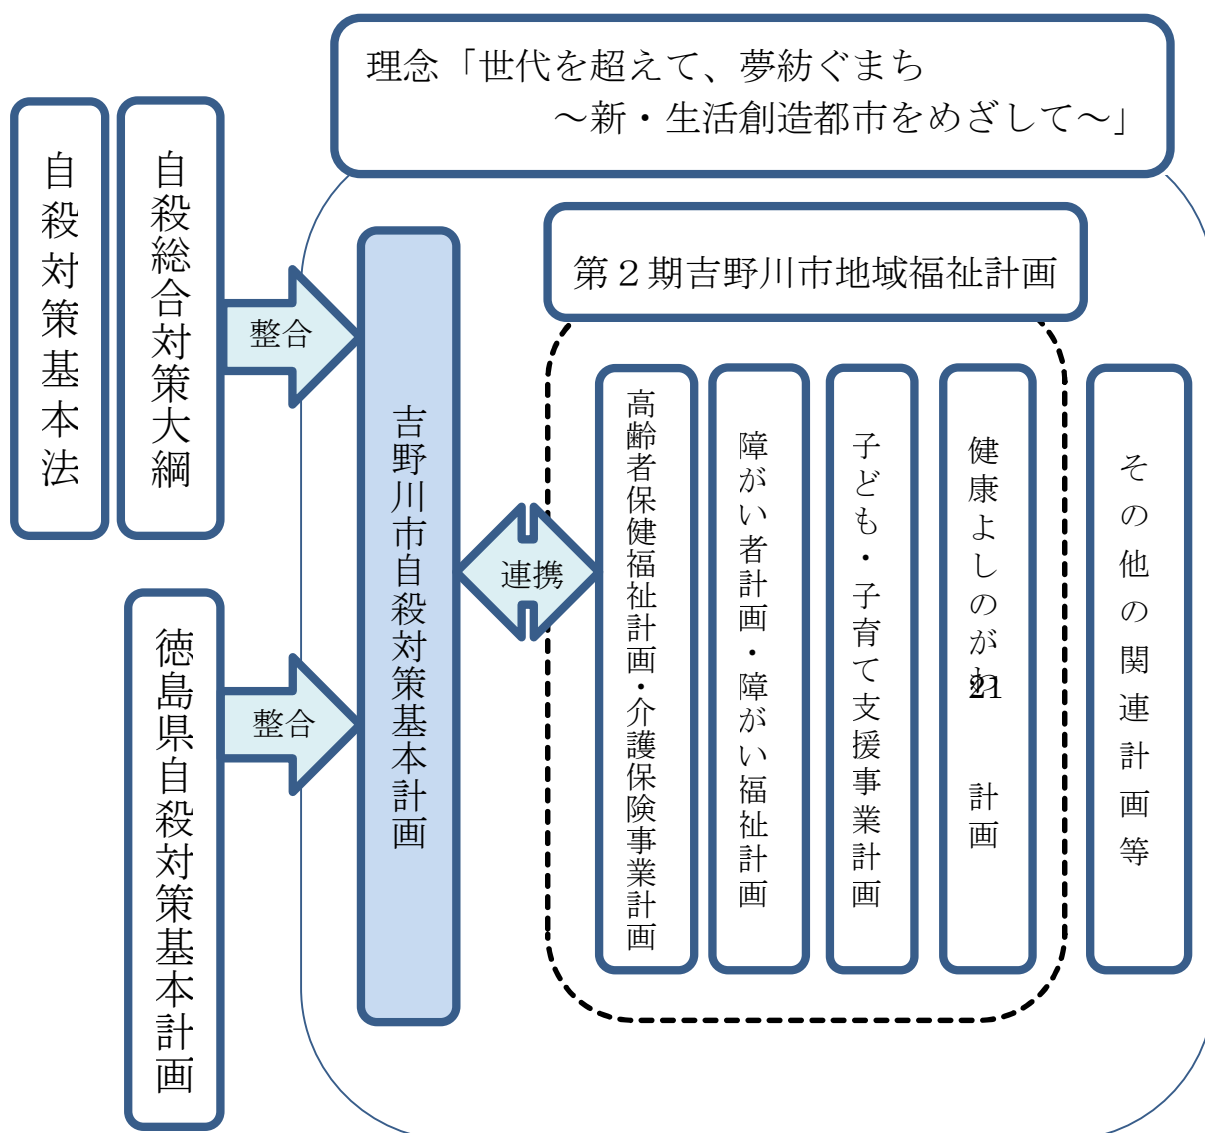 理念「世代を超えて、夢紡ぐまち
～新・生活創造都市をめざして～」
自殺対策基本法
自殺総合対策大綱
整合
徳島県自殺対策基本計画
整合
吉野川市自殺対策基本計画
連携
第２期吉野川市地域福祉計画
高齢者保健福祉計画・介護保険事業計画
障がい者計画・障がい福祉計画
子ども・子育て支援事業計画
健康よしのがわ21 計画
その他の関連計画等